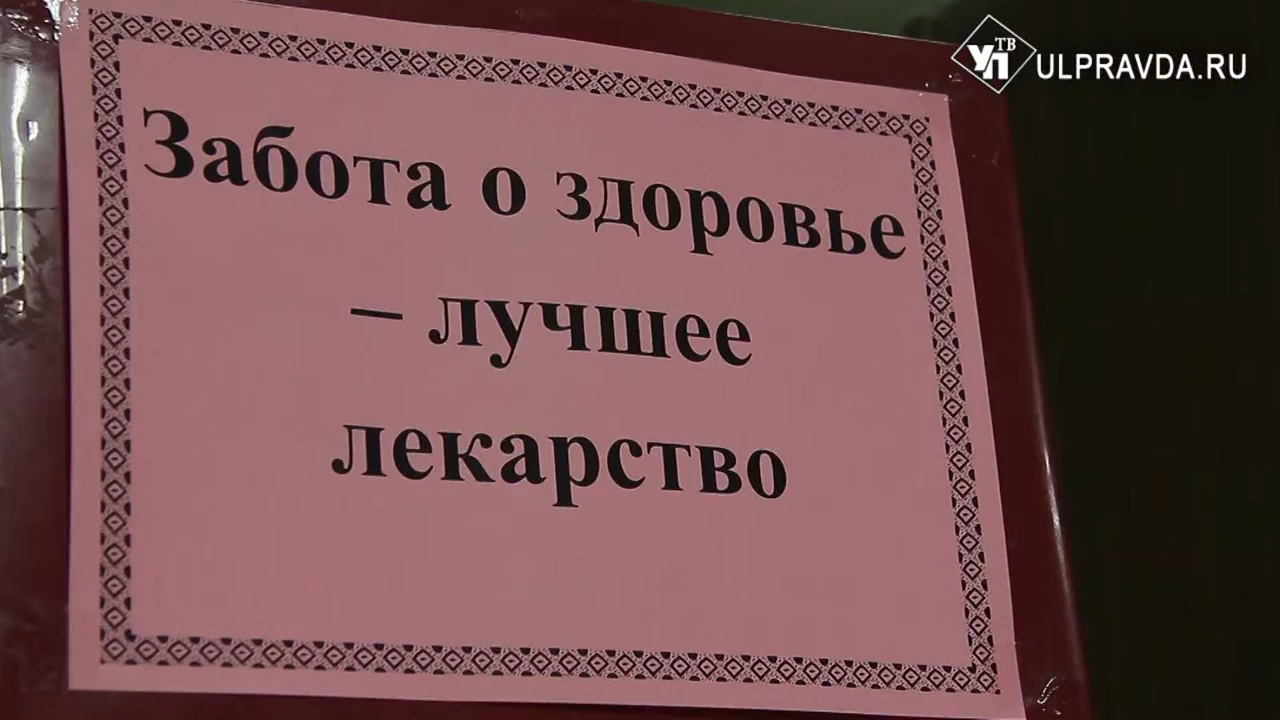 УП ТВ ULPRAVDA.RU
Забота о здоровье
– лучшее
лекарство